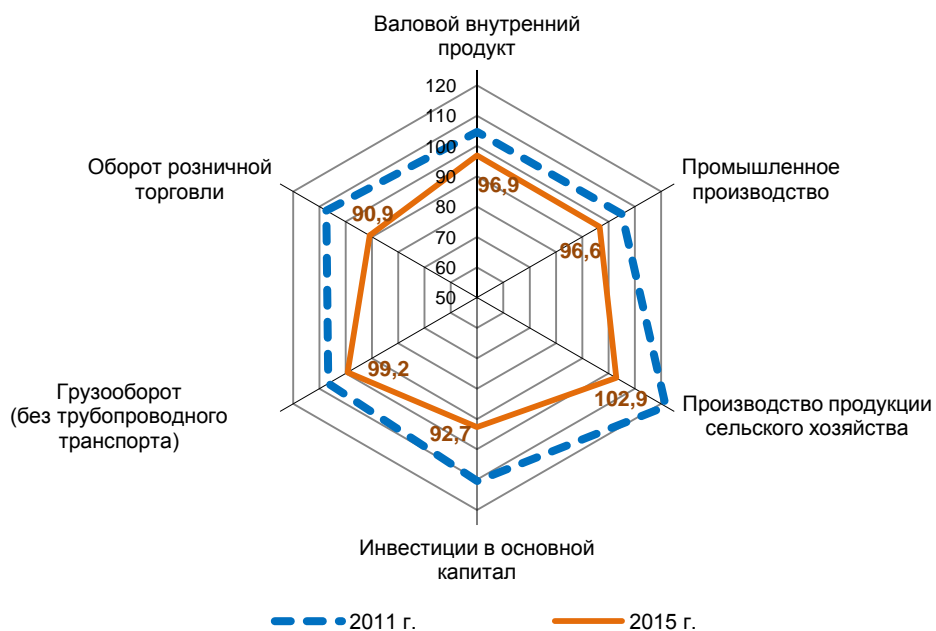 Валовой внутренний
продукт
120
110
100
90
80
70
60
50
Оборот розничной
торговли
Промышленное
производство
90,9
96,9
96,6
99,2
92,7
102,9
Грузооборот
(без трубопроводного
транспорта)
Производство продукции
сельского хозяйства
Инвестиции в основной
капитал
2011 г.
2015 г.